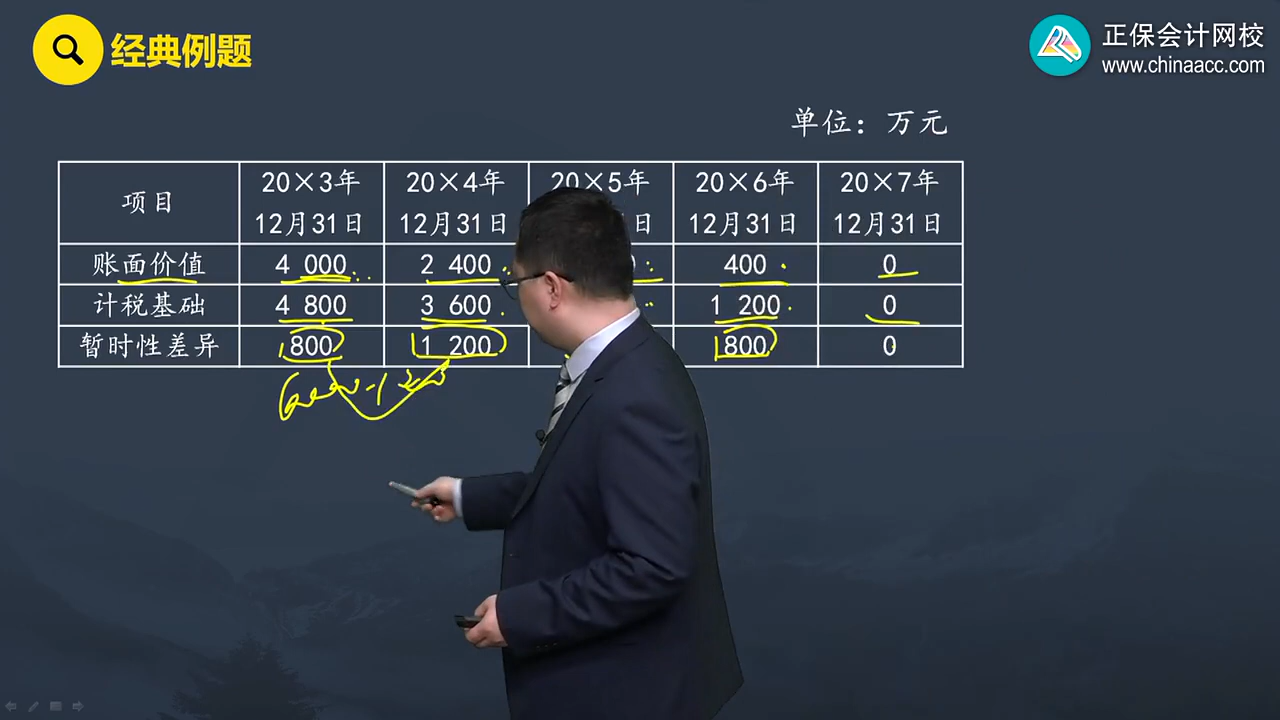 经典例题
正保会计网校
www.chinaacc.com
单位：万元
项目 20×3年12月31日 20×4年12月31日 20×5年 日 20×6年12月31日 20×7年12月31日
账面价值 4 000 2 400 400 0
计税基础 4 800 3 600 1 200 0
暂时性差异 800 1 200 800 0